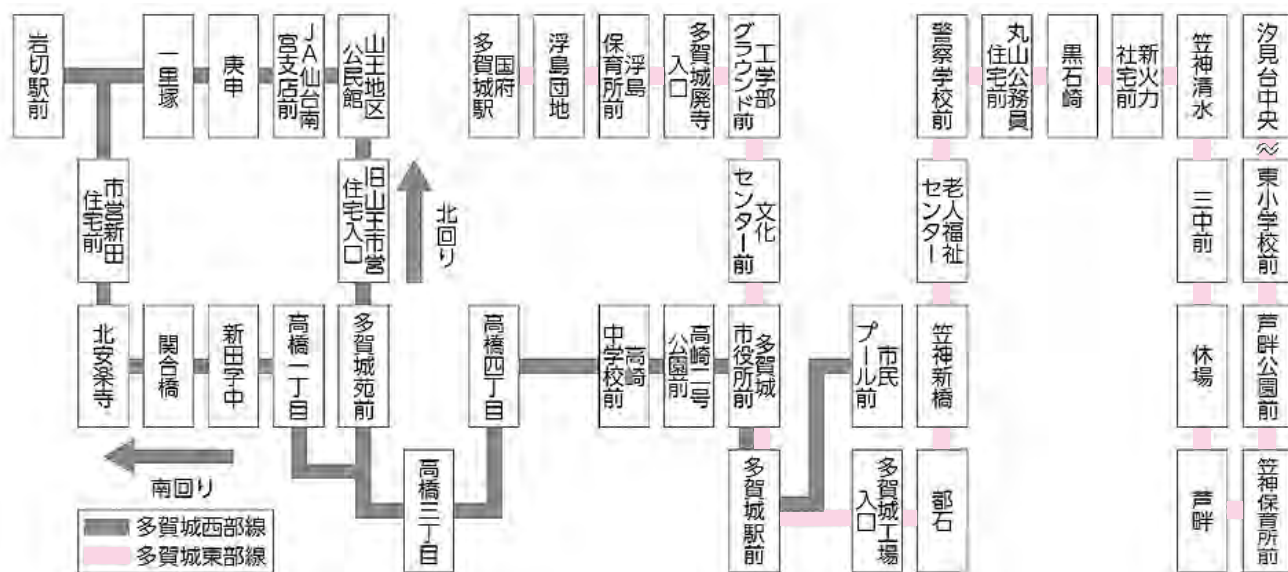 岩切駅前
一里塚
庚申
JA仙台南
宮支店前
山王地区
公民館
国府
多賀城駅
浮島団地
浮島
保育所前
多賀城廃寺
入口
工学部
グラウンド前
警察学校前
丸山公務員
住宅前
黒石崎
新火力
社宅前
笠神清水
汐見台中央
市営新田
住宅前
旧山王市営
住宅入口
北回り
文化
センター前
老人福祉
センター
三中前
東小学校前
北安楽寺
関合橋
新田字中
高橋一丁目
多賀城苑前
高橋四丁目
高崎
中学校前
高崎二号
公園前
多賀城
市役所前
市民
プール前
笠神新橋
休場
芦畔公園前
南回り
高橋三丁目
多賀城駅前
多賀城工場
入口
鄀石
芦畔
笠神保育所前
多賀城西部線
多賀城東部線